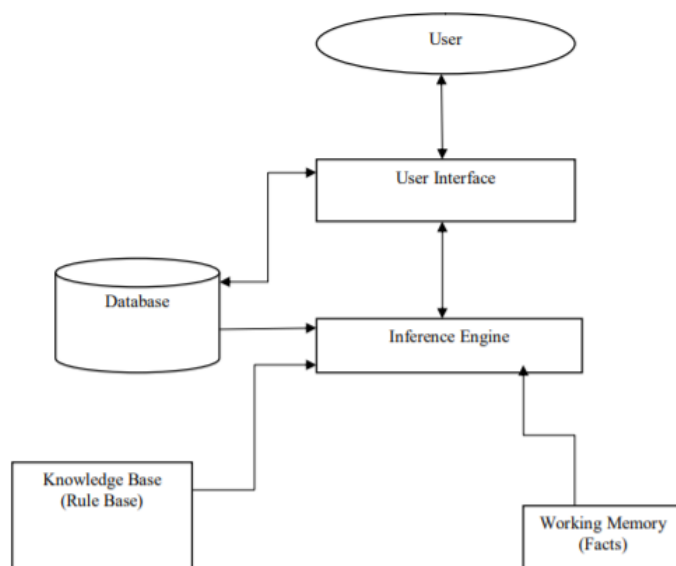 User
User Interface
Database
Inference Engine
Knowledge Base
(Rule Base)
Working Memory
(Facts)